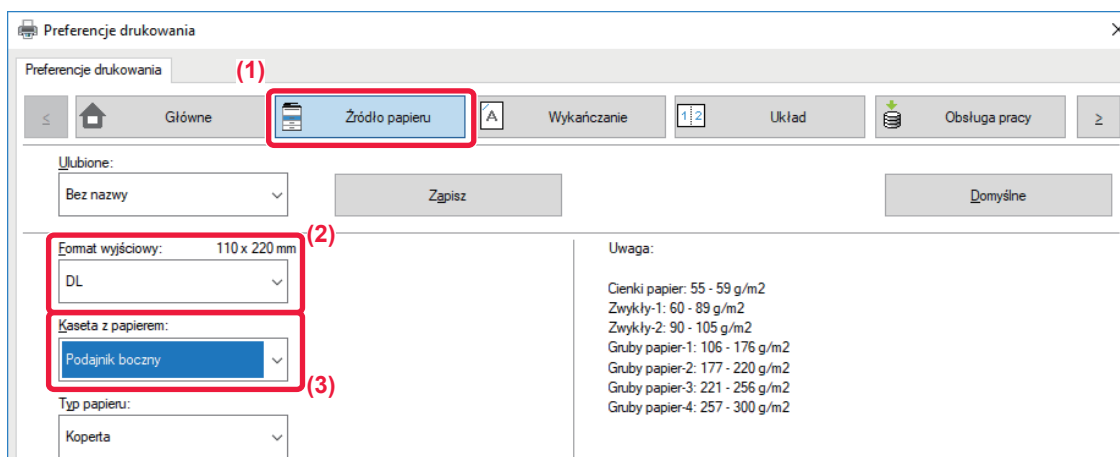 Preferencje drukowania
Preferencje drukowania
(1)
< Główne Źródło papieru A Wykańczanie 1 2 Układ Obsługa pracy >
Ulubione:
Bez nazwy Zapisz Domyślne
(2)
Format wyjściowy: 110 x 220 mm
DL
Kaseta z papierem:
Podajnik boczny
(3)
Typ papieru:
Koperta
Uwaga:
Cienki papier: 55 - 59 g/m2
Zwykły-1: 60 - 89 g/m2
Zwykły-2: 90 - 105 g/m2
Gruby papier-1: 106 - 176 g/m2
Gruby papier-2: 177 - 220 g/m2
Gruby papier-3: 221 - 256 g/m2
Gruby papier-4: 257 - 300 g/m2